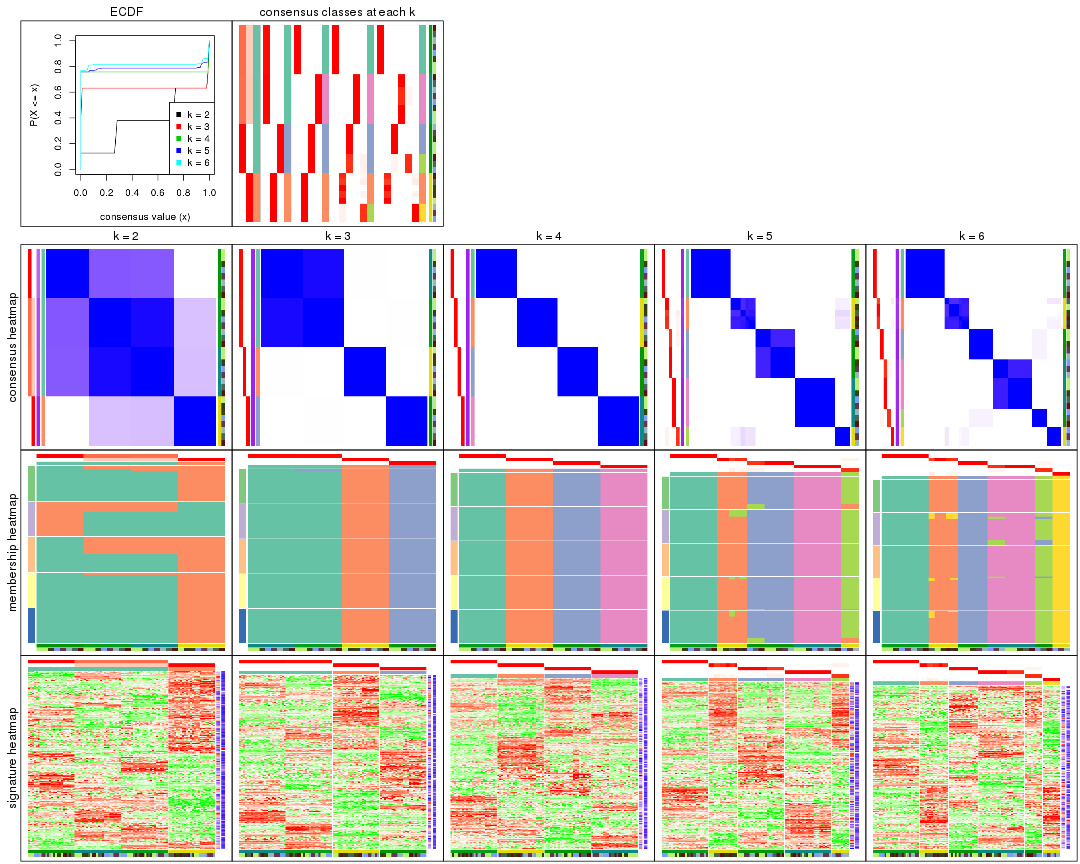 ECDF
consensus classes at each k
P(X <= x)
1.0
0.8
0.6
0.4
0.2
0.0
k = 2
k = 3
k = 4
k = 5
k = 6
0.0 0.2 0.4 0.6 0.8 1.0
consensus value (x)
k = 2
k = 3
k = 4
k = 5
k = 6
consensus heatmap
membership heatmap
signature heatmap